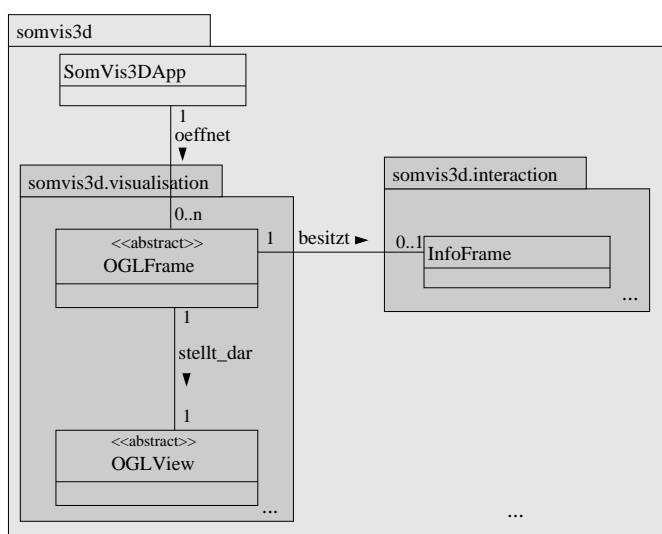 somvis3d
SomVis3DApp
1
oeffnet
somvis3d.visualisation
somvis3d.interaction
0..n
<<abstract>>
OGLFrame
1
besitzt
0..1
InfoFrame
...
1
stellt_dar
1
<<abstract>>
OGLView
...
...